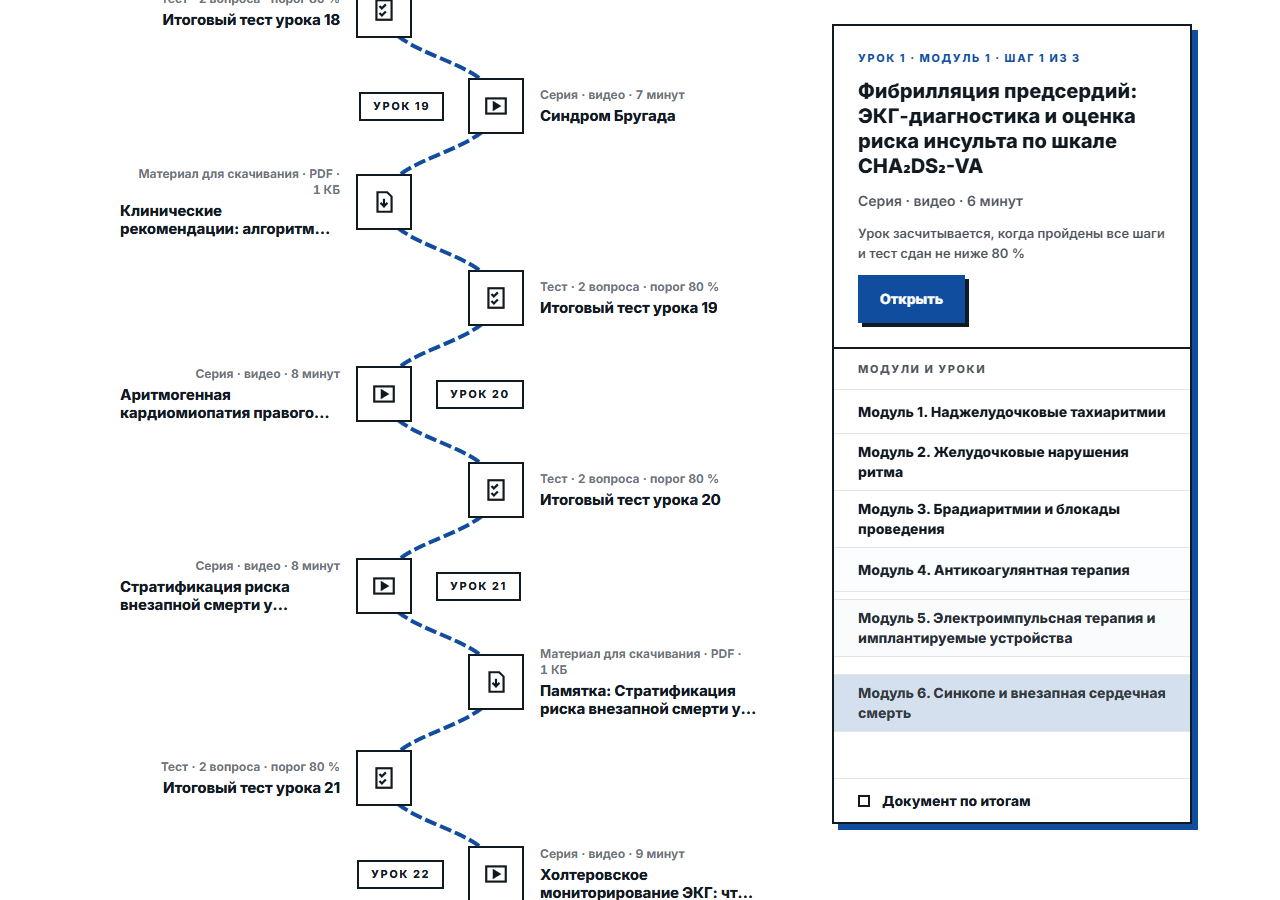 Тест · 2 вопроса · порог 80 %
Итоговый тест урока 18
УРОК 19
Серия · видео · 7 минут
Синдром Бругада
Материал для скачивания · PDF ·
1 КБ
Клинические
рекомендации: алгоритм…
Тест · 2 вопроса · порог 80 %
Итоговый тест урока 19
Серия · видео · 8 минут
Аритмогенная
кардиомиопатия правого…
УРОК 20
Тест · 2 вопроса · порог 80 %
Итоговый тест урока 20
Серия · видео · 8 минут
Стратификация риска
внезапной смерти у…
УРОК 21
Материал для скачивания · PDF ·
1 КБ
Памятка: Стратификация
риска внезапной смерти у…
Тест · 2 вопроса · порог 80 %
Итоговый тест урока 21
УРОК 22
Серия · видео · 9 минут
Холтеровское
мониторирование ЭКГ: чт…
УРОК 1 · МОДУЛЬ 1 · ШАГ 1 ИЗ 3
Фибрилляция предсердий:
ЭКГ-диагностика и оценка
риска инсульта по шкале
CHA₂DS₂-VA
Серия · видео · 6 минут
Урок засчитывается, когда пройдены все шаги
и тест сдан не ниже 80 %
Открыть
МОДУЛИ И УРОКИ
Модуль 1. Наджелудочковые тахиаритмии
Модуль 2. Желудочковые нарушения
ритма
Модуль 3. Брадиаритмии и блокады
проведения
Модуль 4. Антикоагулянтная терапия
Модуль 5. Электроимпульсная терапия и
имплантируемые устройства
Модуль 6. Синкопе и внезапная сердечная
смерть
Документ по итогам